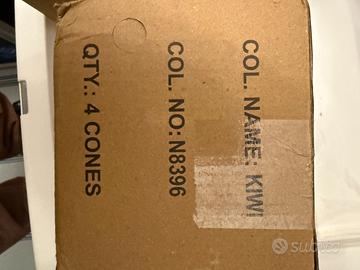 COL. NAME: KIWI
COL. NO: N8396
QTY.: 4 CONES
SUbito